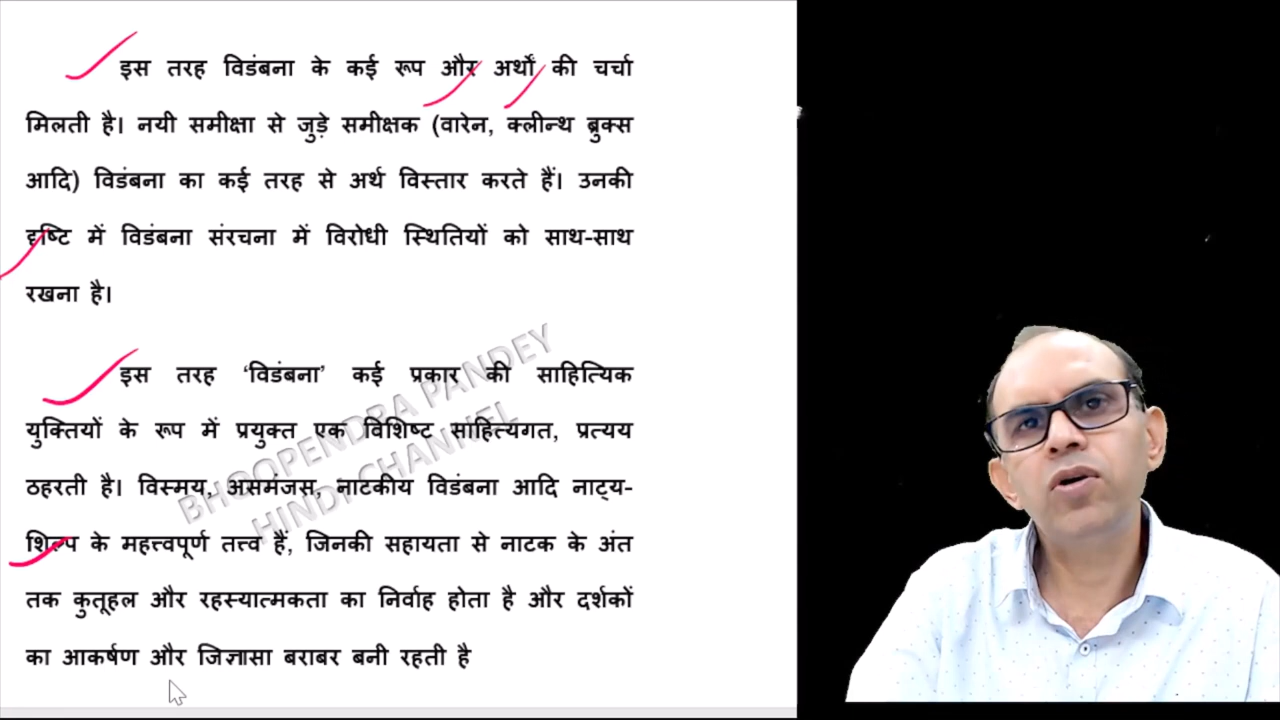 इस तरह विडंबना के कई रूप और अर्थों की चर्चा
मिलती है। नयी समीक्षा से जुड़े समीक्षक (वारेन, क्लीन्थ ब्रुक्स
आदि) विडंबना का कई तरह से अर्थ विस्तार करते हैं। उनकी
दृष्टि में विडंबना संरचना में विरोधी स्थितियों को साथ-साथ
रखना है।
इस तरह ‘विडंबना’ कई प्रकार की साहित्यिक
युक्तियों के रूप में प्रयुक्त एक विशिष्ट साहित्यगत, प्रत्यय
ठहरती है। विस्मय, असमंजस, नाटकीय विडंबना आदि नाट्य-
शिल्प के महत्त्वपूर्ण तत्त्व हैं, जिनकी सहायता से नाटक के अंत
तक कुतूहल और रहस्यात्मकता का निर्वाह होता है और दर्शकों
का आकर्षण और जिज्ञासा बराबर बनी रहती है
BHOOPENDRA PANDEY
HINDI CHANNEL